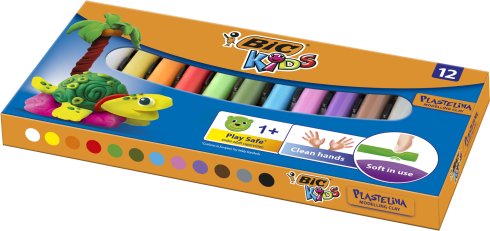 BIC
KIDS
12
PLASTELINA
MODELLING CLAY
Play Safe
1+
Clean hands
Soft in use
BIC
KIDS
PLASTELINA
MODELLING CLAY